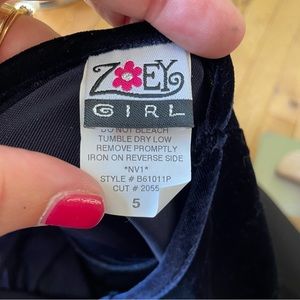 ZOEY
GIRL
DO NOT BLEACH
TUMBLE DRY LOW
REMOVE PROMPTLY
IRON ON REVERSE SIDE
*NV1*
STYLE # B61011P
CUT # 2055
5